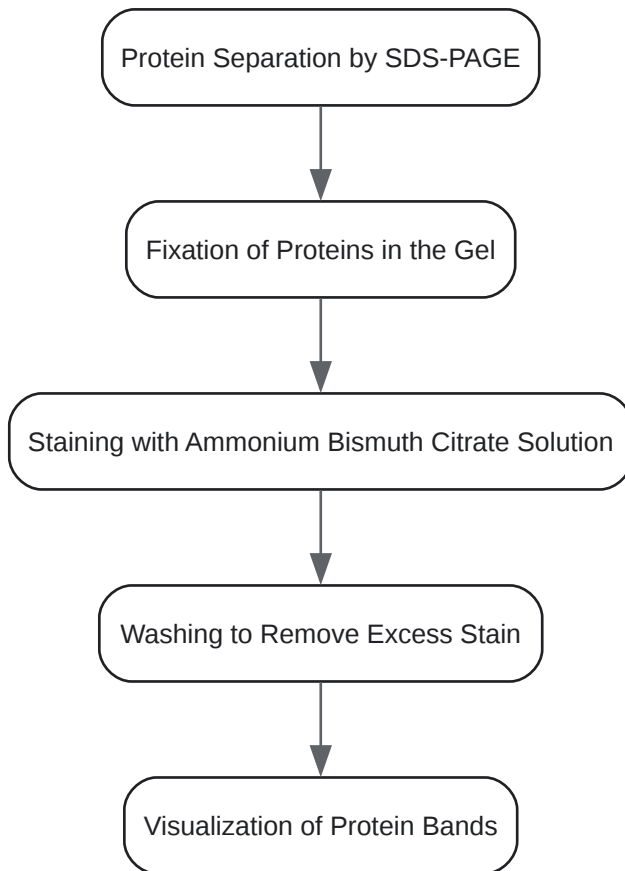 Protein Separation by SDS-PAGE
Fixation of Proteins in the Gel
Staining with Ammonium Bismuth Citrate Solution
Washing to Remove Excess Stain
Visualization of Protein Bands